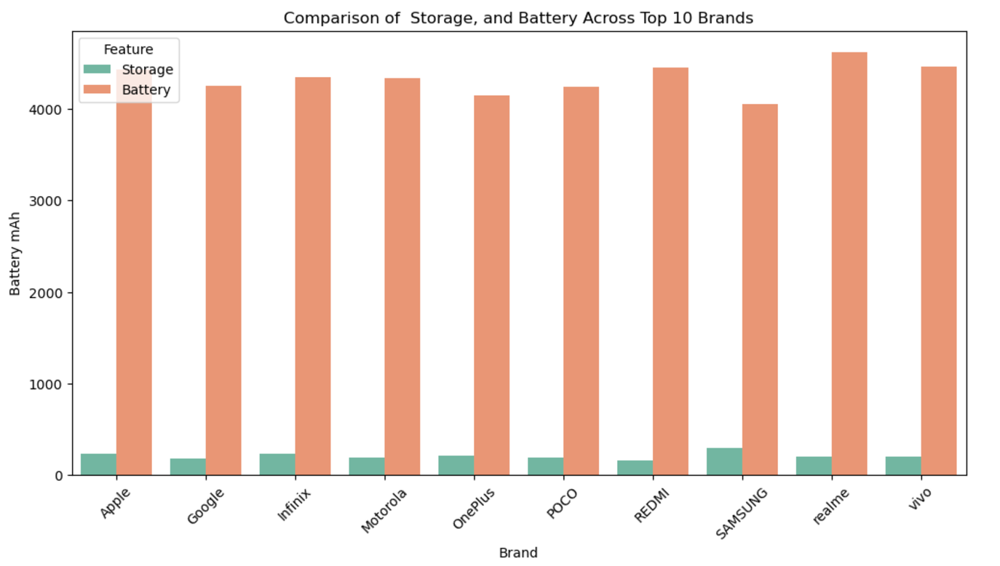 Comparison of  Storage, and Battery Across Top 10 Brands
Feature
Storage
Battery
Battery mAh
4000
3000
2000
1000
0
Apple
Google
Infinix
Motorola
OnePlus
POCO
REDMI
SAMSUNG
realme
vivo
Brand